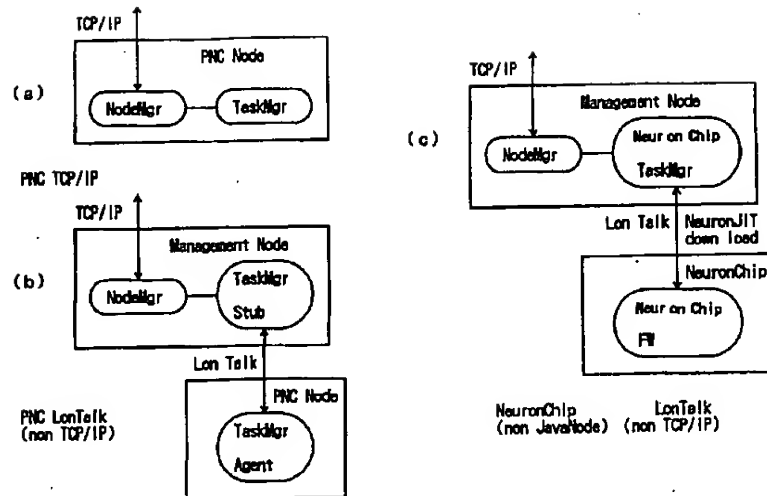 TCP/IP
PNC Node
(a)
NodeMgr
TaskMgr
PNC TCP/IP
TCP/IP
Management Node
(b)
NodeMgr
TaskMgr
Stub
Lon Talk
PNC Node
TaskMgr
Agent
PNC LonTalk
(non TCP/IP)
TCP/IP
Management Node
(c)
NodeMgr
Neuron Chip
TaskMgr
Lon Talk
NeuronJIT
down load
NeuronChip
Neuron Chip
FW
NeuronChip
(non JavaNode)
LonTalk
(non TCP/IP)